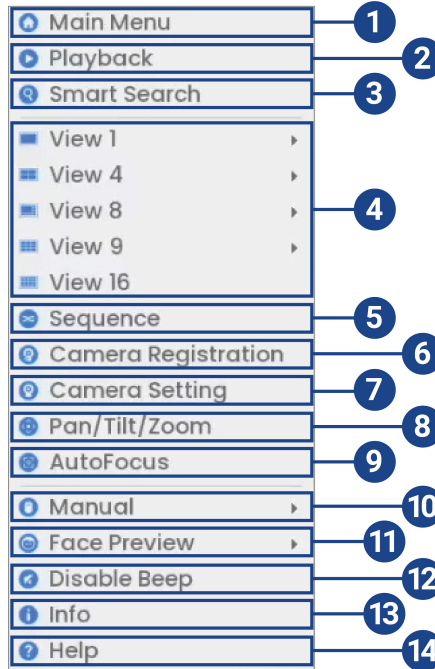 Main Menu 1
Playback 2
Smart Search 3
View 1
View 4
View 8 4
View 9
View 16
Sequence 5
Camera Registration 6
Camera Setting 7
Pan/Tilt/Zoom 8
AutoFocus 9
Manual 10
Face Preview 11
Disable Beep 12
Info 13
Help 14